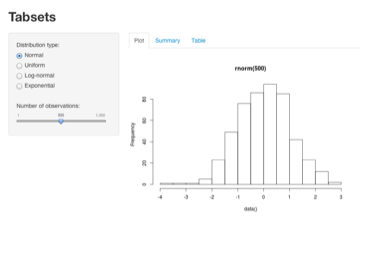 Tabsets
Distribution type:
Normal
Uniform
Log-normal
Exponential
Number of observations:
1 500 1,000
Plot Summary Table
rnorm(500)
Frequency
0 20 40 60 80
-4 -3 -2 -1 0 1 2 3
data()